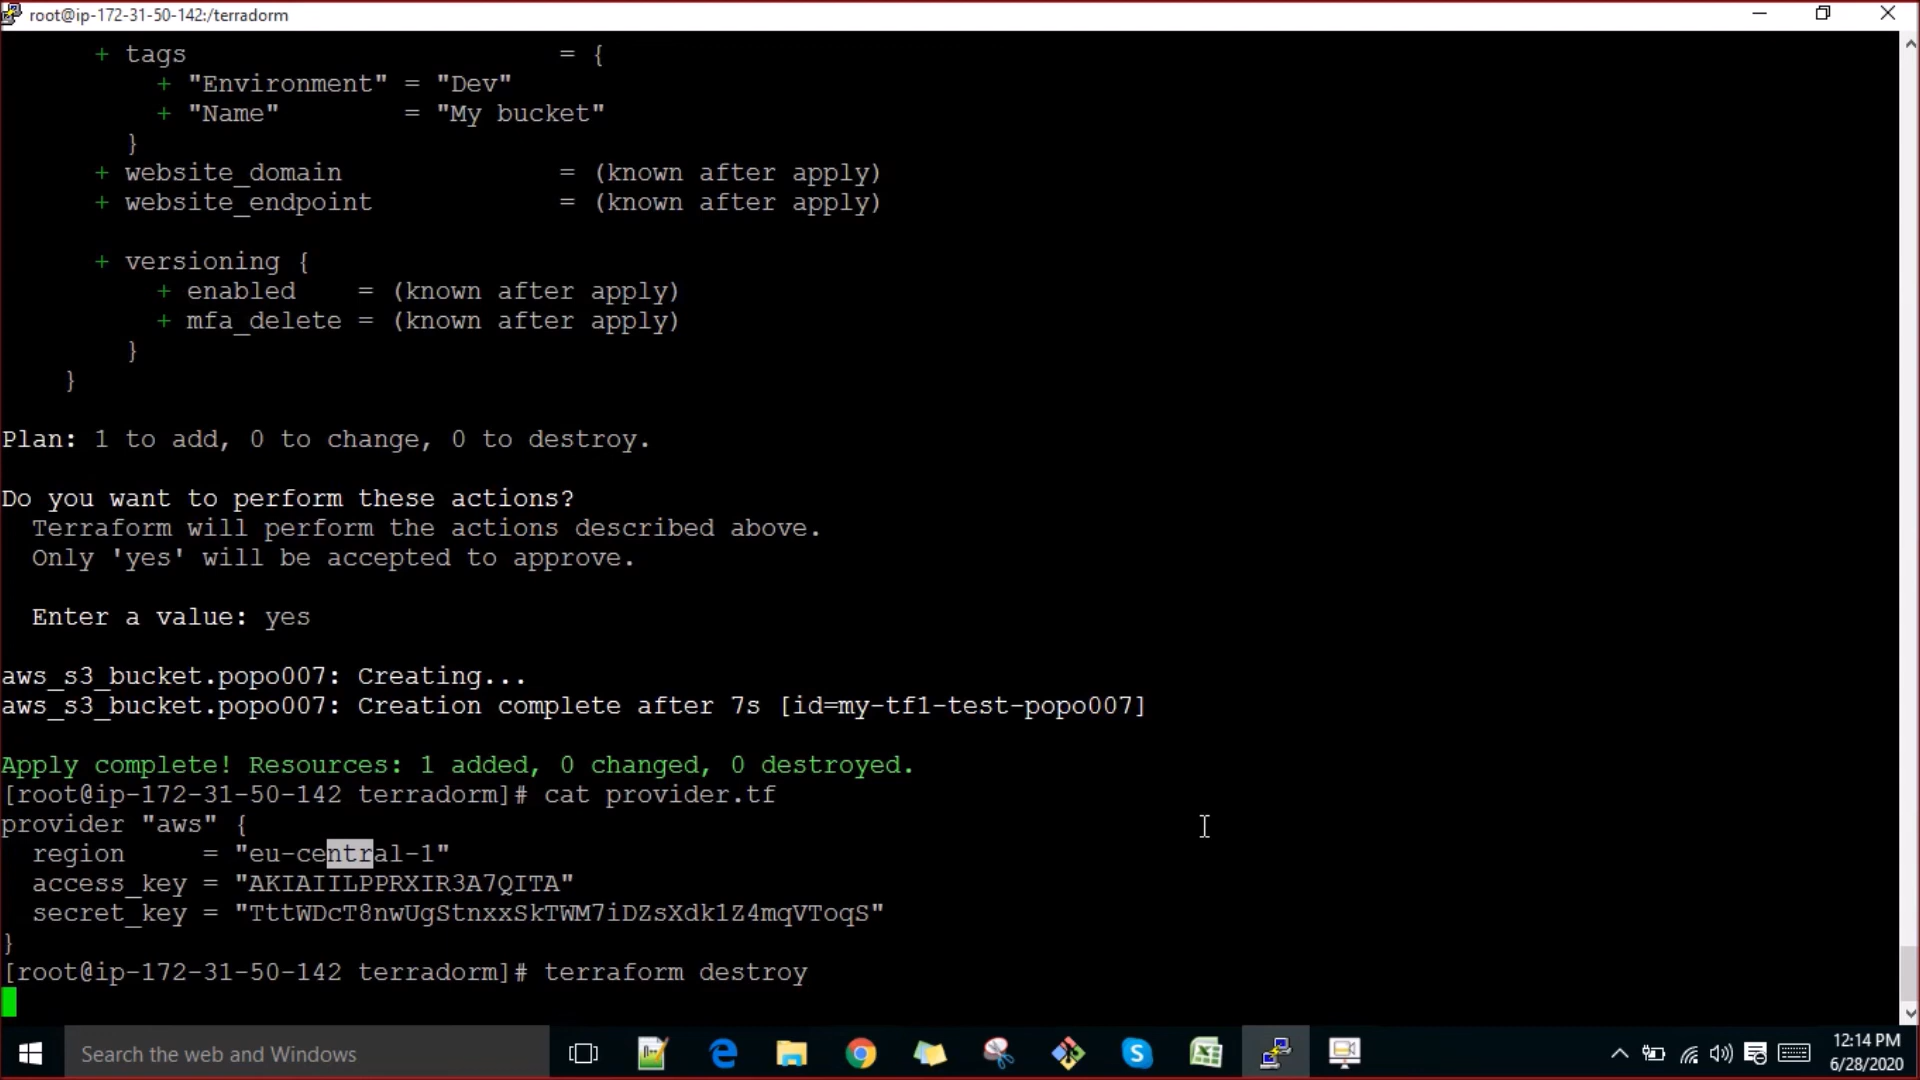 root@ip-172-31-50-142:/terradorm
+ tags = {
+ "Environment" = "Dev"
+ "Name" = "My bucket"
}
+ website_domain = (known after apply)
+ website_endpoint = (known after apply)
+ versioning {
+ enabled = (known after apply)
+ mfa_delete = (known after apply)
}
}
Plan: 1 to add, 0 to change, 0 to destroy.
Do you want to perform these actions?
Terraform will perform the actions described above.
Only 'yes' will be accepted to approve.
Enter a value: yes
aws_s3_bucket.popo007: Creating...
aws_s3_bucket.popo007: Creation complete after 7s [id=my-tf1-test-popo007]
Apply complete! Resources: 1 added, 0 changed, 0 destroyed.
[root@ip-172-31-50-142 terradorm]# cat provider.tf
provider "aws" {
region = "eu-central-1"
access_key = "AKIAIILPPRXIR3A7QITA"
secret_key = "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"
}
[root@ip-172-31-50-142 terradorm]# terraform destroy
Search the web and Windows
12:14 PM
6/28/2020